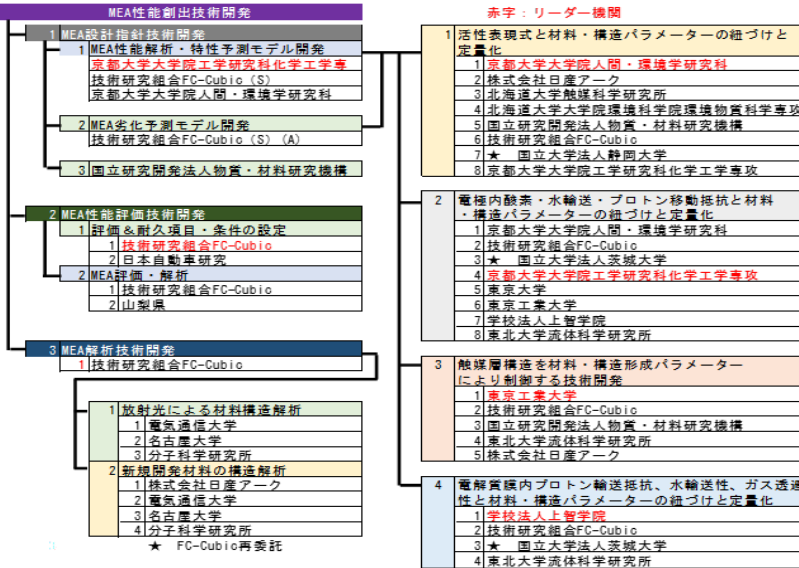 MEA性能創出技術開発
赤字：リーダー機関
1 MEA設計指針技術開発
1 MEA性能解析・特性予測モデル開発
京都大学大学院工学研究科化学工学専
技術研究組合FC-Cubic（S）
京都大学大学院人間・環境学研究科
2 MEA劣化予測モデル開発
技術研究組合FC-Cubic（S）（A）
3 国立研究開発法人物質・材料研究機構
2 MEA性能評価技術開発
1 評価＆耐久項目・条件の設定
1 技術研究組合FC-Cubic
2 日本自動車研究
2 MEA評価・解析
1 技術研究組合FC-Cubic
2 山梨県
3 MEA解析技術開発
1 技術研究組合FC-Cubic
1 放射光による材料構造解析
1 電気通信大学
2 名古屋大学
3 分子科学研究所
2 新規開発材料の構造解析
1 株式会社日産アーク
2 電気通信大学
3 名古屋大学
4 分子科学研究所
★ FC-Cubic再委託
1 活性表現式と材料・構造パラメーターの紐づけと
定量化
1 京都大学大学院人間・環境学研究科
2 株式会社日産アーク
3 北海道大学触媒科学研究所
4 北海道大学大学院環境科学院環境物質科学専攻
5 国立研究開発法人物質・材料研究機構
6 技術研究組合FC-Cubic
7 ★ 国立大学法人静岡大学
8 京都大学大学院工学研究科化学工学専攻
2 電極内酸素・水輸送・プロトン移動抵抗と材料
・構造パラメーターの紐づけと定量化
1 京都大学大学院人間・環境学研究科
2 技術研究組合FC-Cubic
3 ★ 国立大学法人茨城大学
4 京都大学大学院工学研究科化学工学専攻
5 東京大学
6 東京工業大学
7 学校法人上智学院
8 東北大学流体科学研究所
3 触媒層構造を材料・構造形成パラメーター
により制御する技術開発
1 東京工業大学
2 技術研究組合FC-Cubic
3 国立研究開発法人物質・材料研究機構
4 東北大学流体科学研究所
5 株式会社日産アーク
4 電解質膜内プロトン輸送抵抗、水輸送性、ガス透過
性と材料・構造パラメーターの紐づけと定量化
1 学校法人上智学院
2 技術研究組合FC-Cubic
3 ★ 国立大学法人茨城大学
4 東北大学流体科学研究所